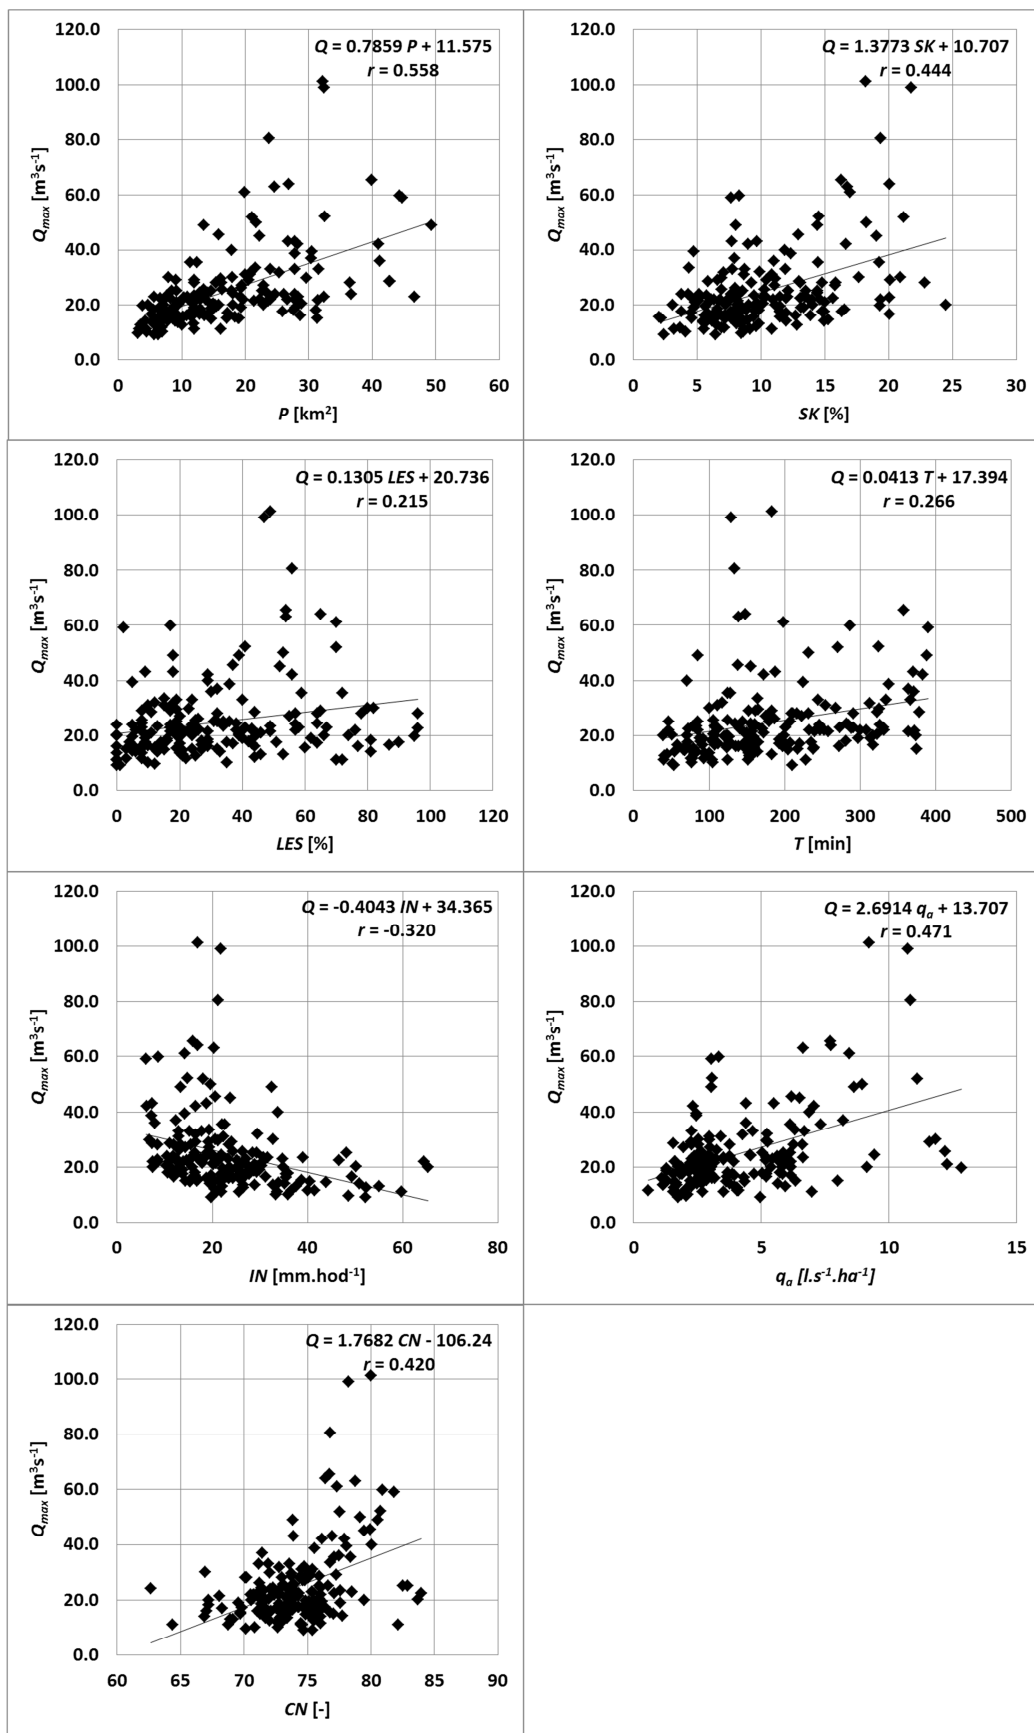 120.0
100.0
80.0
60.0
40.0
20.0
0.0
Qmax [m³s⁻¹]
Q = 0.7859 P + 11.575
r = 0.558
0 10 20 30 40 50 60
P [km²]
120.0
100.0
80.0
60.0
40.0
20.0
0.0
Qmax [m³s⁻¹]
Q = 1.3773 SK + 10.707
r = 0.444
0 5 10 15 20 25 30
SK [%]
120.0
100.0
80.0
60.0
40.0
20.0
0.0
Qmax [m³s⁻¹]
Q = 0.1305 LES + 20.736
r = 0.215
0 20 40 60 80 100 120
LES [%]
120.0
100.0
80.0
60.0
40.0
20.0
0.0
Qmax [m³s⁻¹]
Q = 0.0413 T + 17.394
r = 0.266
0 100 200 300 400 500
T [min]
120.0
100.0
80.0
60.0
40.0
20.0
0.0
Qmax [m³s⁻¹]
Q = -0.4043 IN + 34.365
r = -0.320
0 20 40 60 80
IN [mm.hod⁻¹]
120.0
100.0
80.0
60.0
40.0
20.0
0.0
Qmax [m³s⁻¹]
Q = 2.6914 qa + 13.707
r = 0.471
0 5 10 15
qa [l.s⁻¹.ha⁻¹]
120.0
100.0
80.0
60.0
40.0
20.0
0.0
Qmax [m³s⁻¹]
Q = 1.7682 CN - 106.24
r = 0.420
60 65 70 75 80 85 90
CN [-]